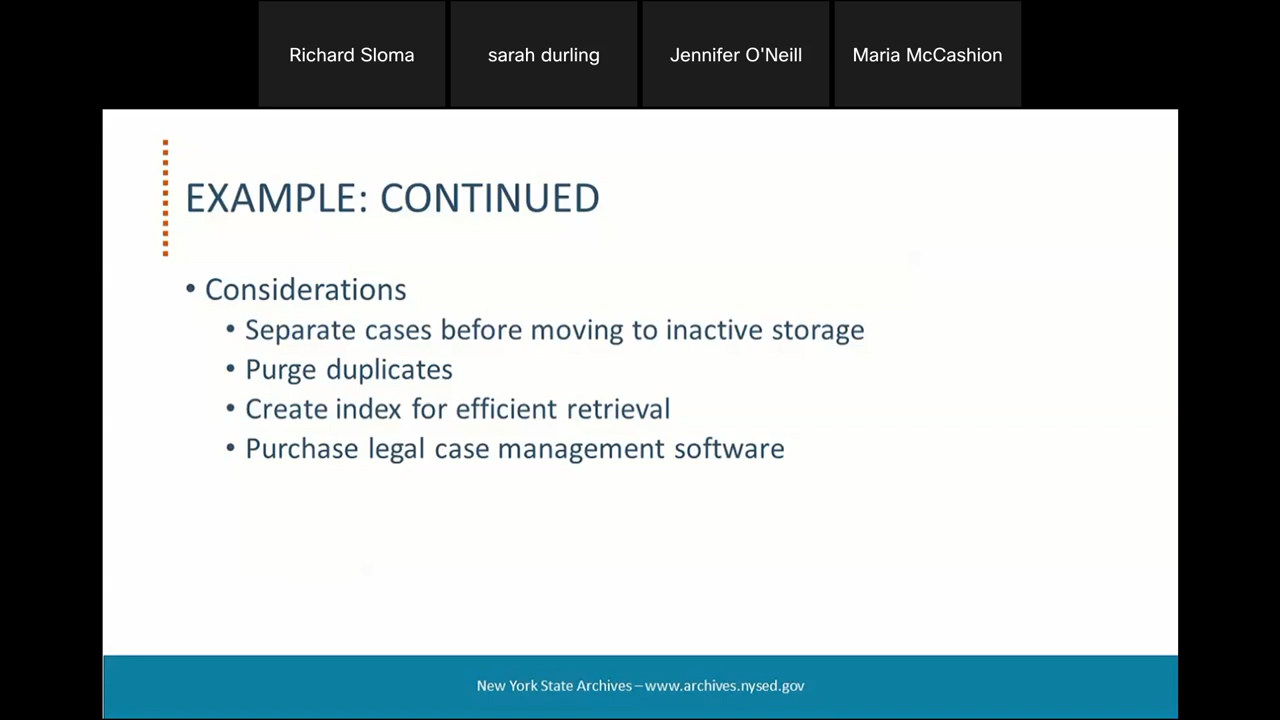 Richard Sloma
sarah durling
Jennifer O'Neill
Maria McCashion
EXAMPLE: CONTINUED
• Considerations
• Separate cases before moving to inactive storage
• Purge duplicates
• Create index for efficient retrieval
• Purchase legal case management software
New York State Archives – www.archives.nysed.gov